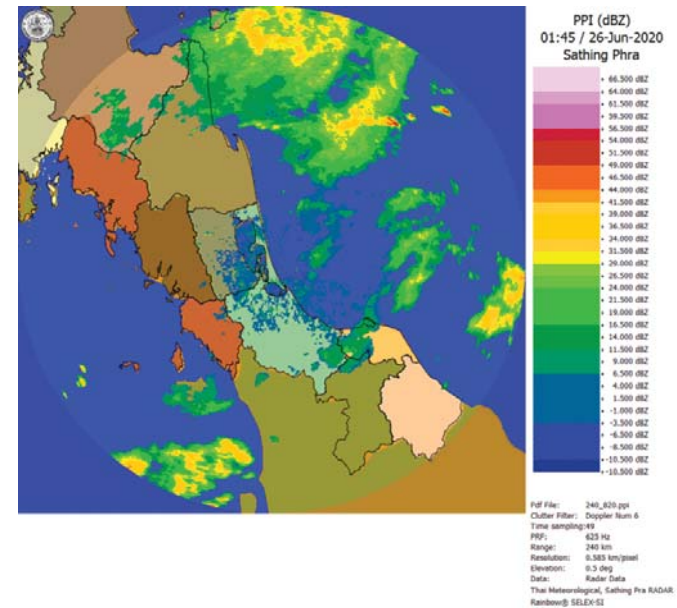 PPI (dBZ)
01:45 / 26-Jun-2020
Sathing Phra
66.500 dBZ
64.000 dBZ
61.500 dBZ
59.500 dBZ
56.500 dBZ
54.000 dBZ
51.500 dBZ
49.000 dBZ
46.500 dBZ
44.000 dBZ
41.500 dBZ
39.000 dBZ
36.500 dBZ
34.000 dBZ
31.500 dBZ
29.000 dBZ
26.500 dBZ
24.000 dBZ
21.500 dBZ
19.000 dBZ
16.500 dBZ
14.000 dBZ
11.500 dBZ
9.000 dBZ
6.500 dBZ
4.000 dBZ
1.500 dBZ
-1.000 dBZ
-3.500 dBZ
-6.500 dBZ
-8.500 dBZ
-10.500 dBZ
-10.500 dBZ
Pdf File: 240_820.ppi
Clutter Filter: Doppler Num 6
Time sampling:49
PRF: 625 Hz
Range: 240 km
Resolution: 0.585 km/pixel
Elevation: 0.5 deg
Data: Radar Data
Thai Meteorological, Sathing Pra RADAR
Rainbow® SELEX-SI